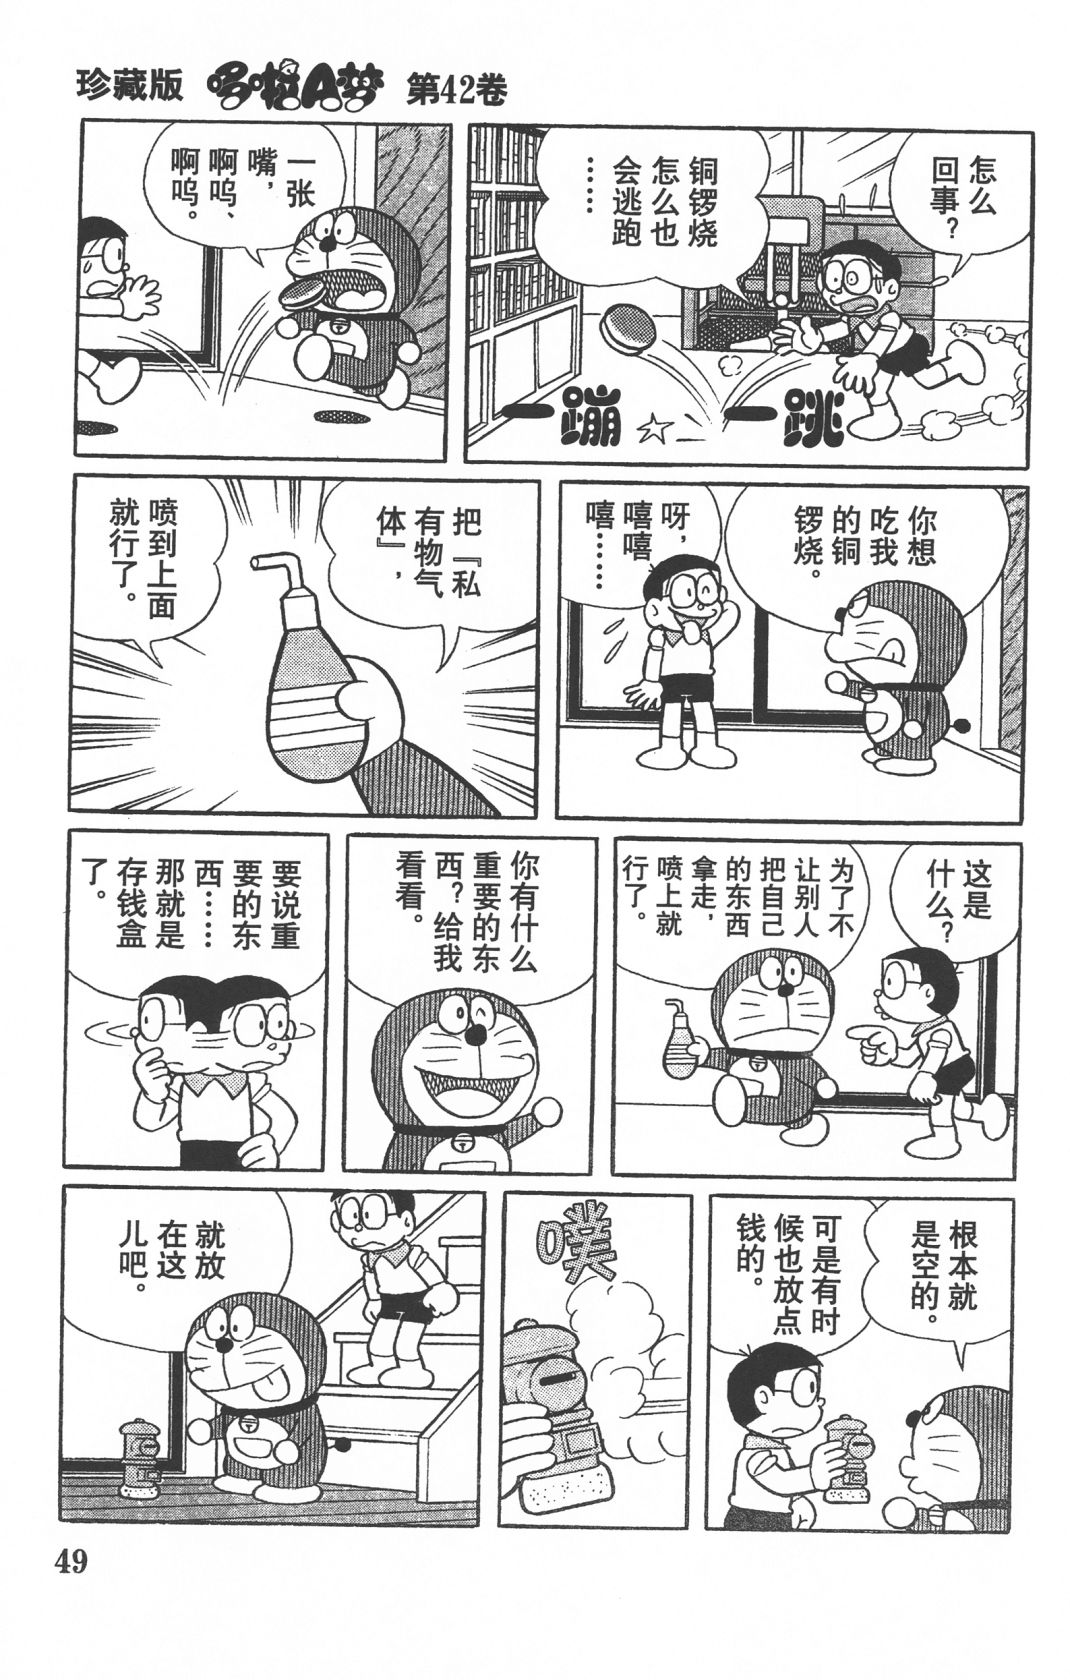 珍藏版 哆啦A梦 第42卷
怎么
回事？
铜锣烧
怎么也
会逃跑
……
一蹦
一跳
一张
嘴，
啊呜、
啊呜。
你想
吃我
的铜
锣烧。
呀，
嘻嘻
嘻……
把『私
有物气
体』，
喷到上面
就行了。
这是
什么？
为了不
让别人
把自己
的东西
拿走，
喷上就
行了。
你有什么
重要的东
西？给我
看看。
要说重
要的东
西……
那就是
存钱盒
了。
根本就
是空的。
可是有时
候也放点
钱的。
噗
就放
在这
儿吧。
49